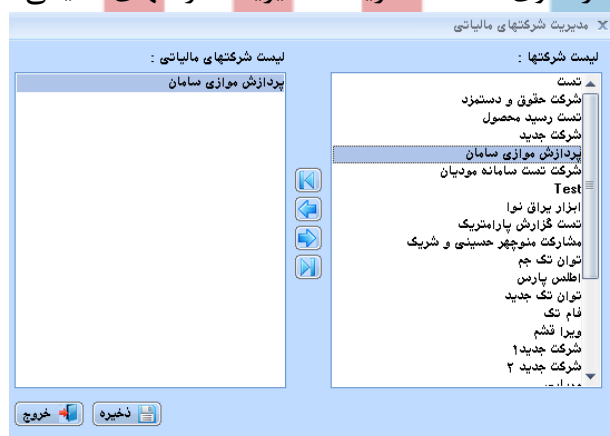 مدیریت شرکتهای مالیاتی
لیست شرکتها :
تست
شرکت حقوق و دستمزد
تست رسید محصول
شرکت جدید
پردازش موازی سامان
شرکت تست سامانه مودیان
Test
ابزار یراق نوا
تست گزارش پارامتریک
مشارکت منوچهر حسینی و شریک
توان تک جم
اطلس پارس
توان تک جدید
فام تک
ویرا قشم
شرکت جدید۱
شرکت جدید ۲
لیست شرکتهای مالیاتی :
پردازش موازی سامان
ذخیره
خروج